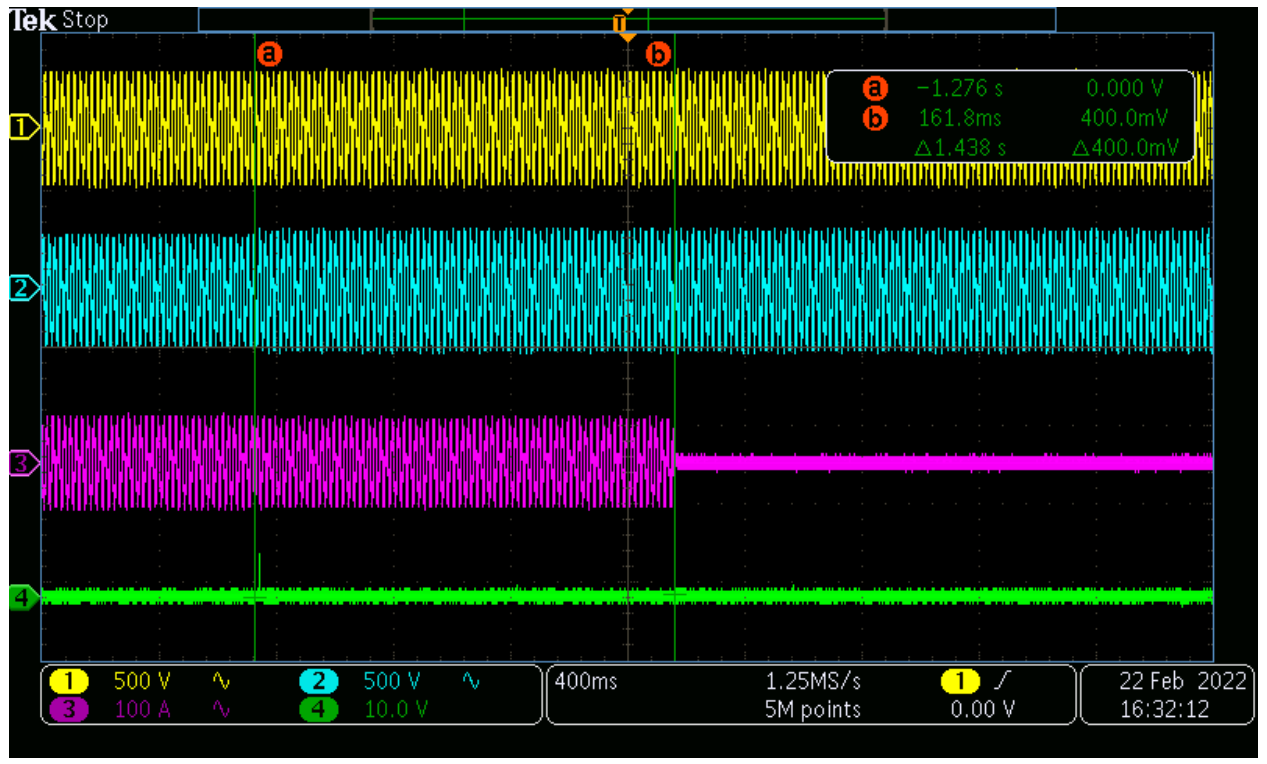 Tek Stop
T
a b
a −1.276 s 0.000 V
b 161.8ms 400.0mV
△1.438 s △400.0mV
1
2
3
4
1 500 V 2 500 V 400ms 1.25MS/s 1 22 Feb 2022
3 100 A 4 10.0 V 5M points 0.00 V 16:32:12